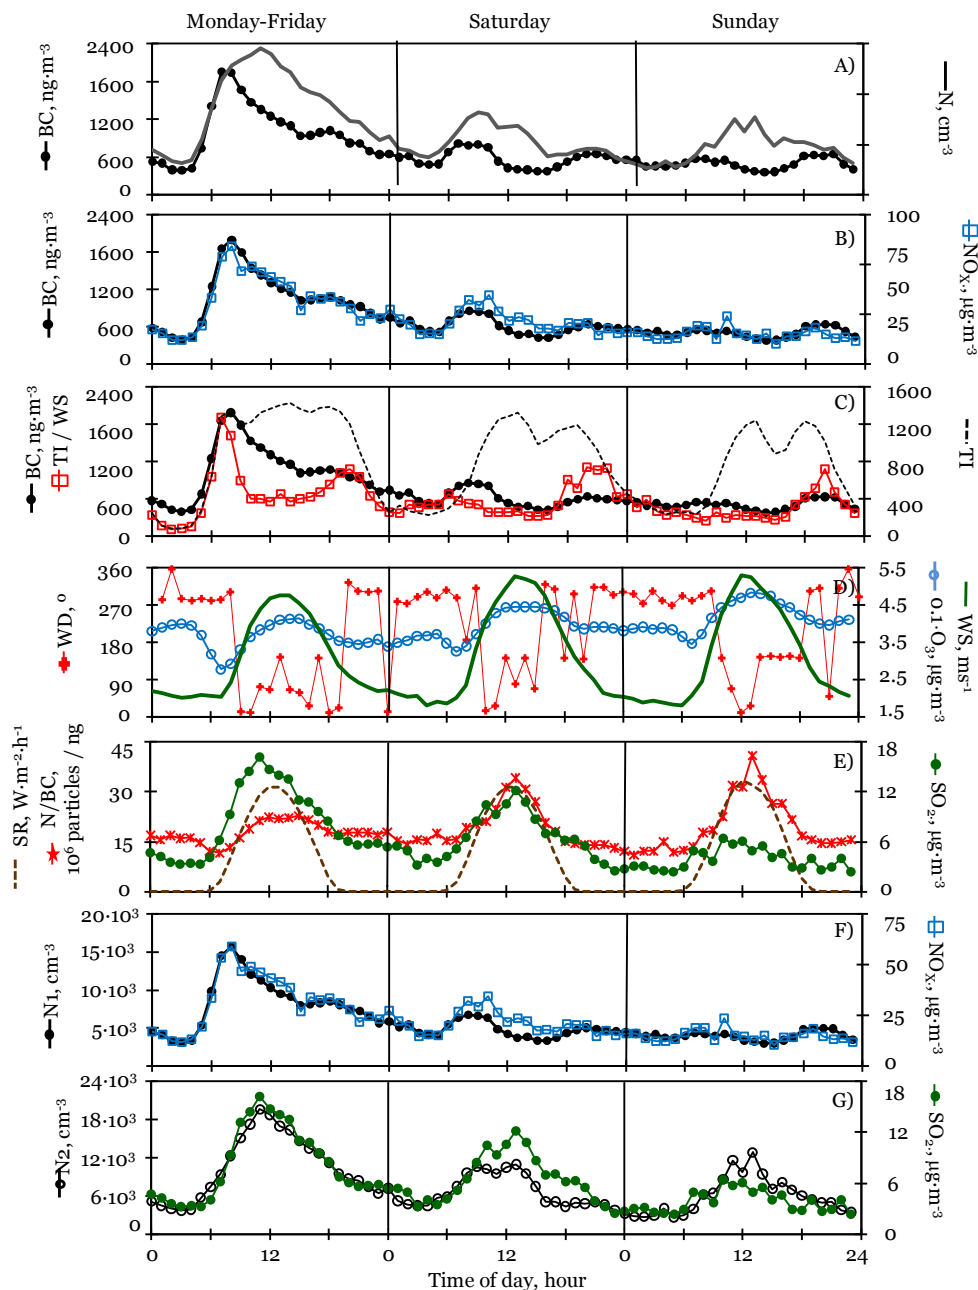 Monday-Friday Saturday Sunday
A)
BC, ng·m-3
2400
1600
1200
600
0
N, cm-3
B)
BC, ng·m-3
2400
1600
1200
600
0
100
75
50
25
0
NOX., µg·m-3
C)
BC, ng·m-3
TI / WS
2400
1600
1200
600
0
1600
1200
800
400
0
TI
D)
WD, º
360
270
180
90
0
5.5
4.5
3.5
2.5
1.5
0.1·O3, µg·m-3
WS, ms-1
E)
SR, W·m-2·h-1
N/BC,
10⁶ particles / ng
45
30
15
0
18
12
6
0
SO2., µg·m-3
F)
N1, cm-3
20·10³
15·10³
10·10³
5·10³
0
75
50
25
0
NOX., µg·m-3
G)
N2, cm-3
24·10³
18·10³
12·10³
6·10³
0
18
12
6
0
SO2., µg·m-3
0 12 0 12 0 12 24
Time of day, hour